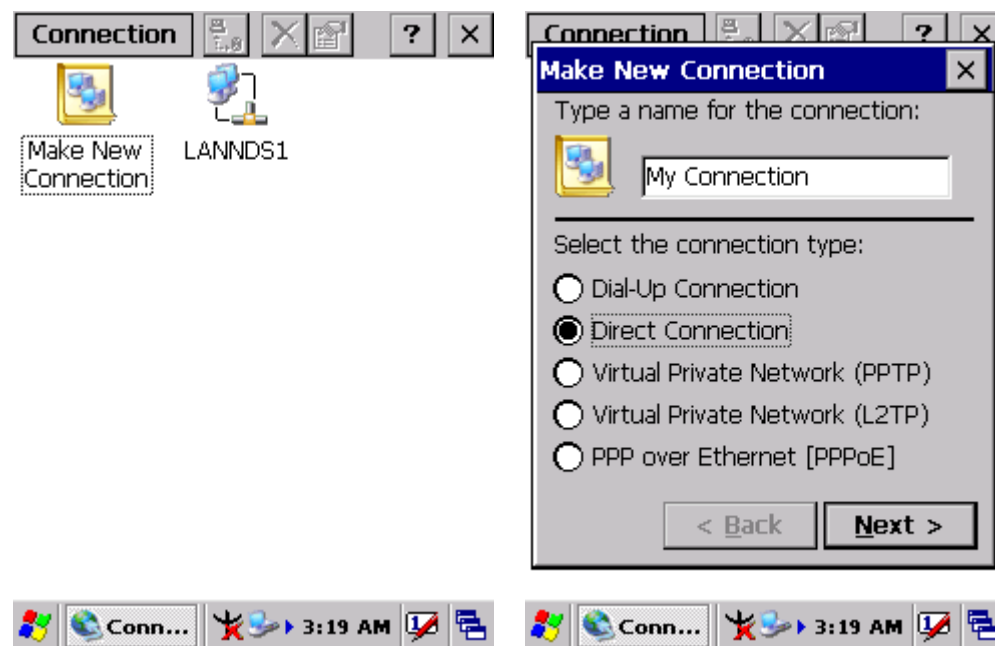 Connection ? ×
Make New
Connection
LANNDS1
Conn... 3:19 AM
Connection ? ×
Make New Connection ×
Type a name for the connection:
My Connection
Select the connection type:
Dial-Up Connection
Direct Connection
Virtual Private Network (PPTP)
Virtual Private Network (L2TP)
PPP over Ethernet [PPPoE]
< Back Next >
Conn... 3:19 AM